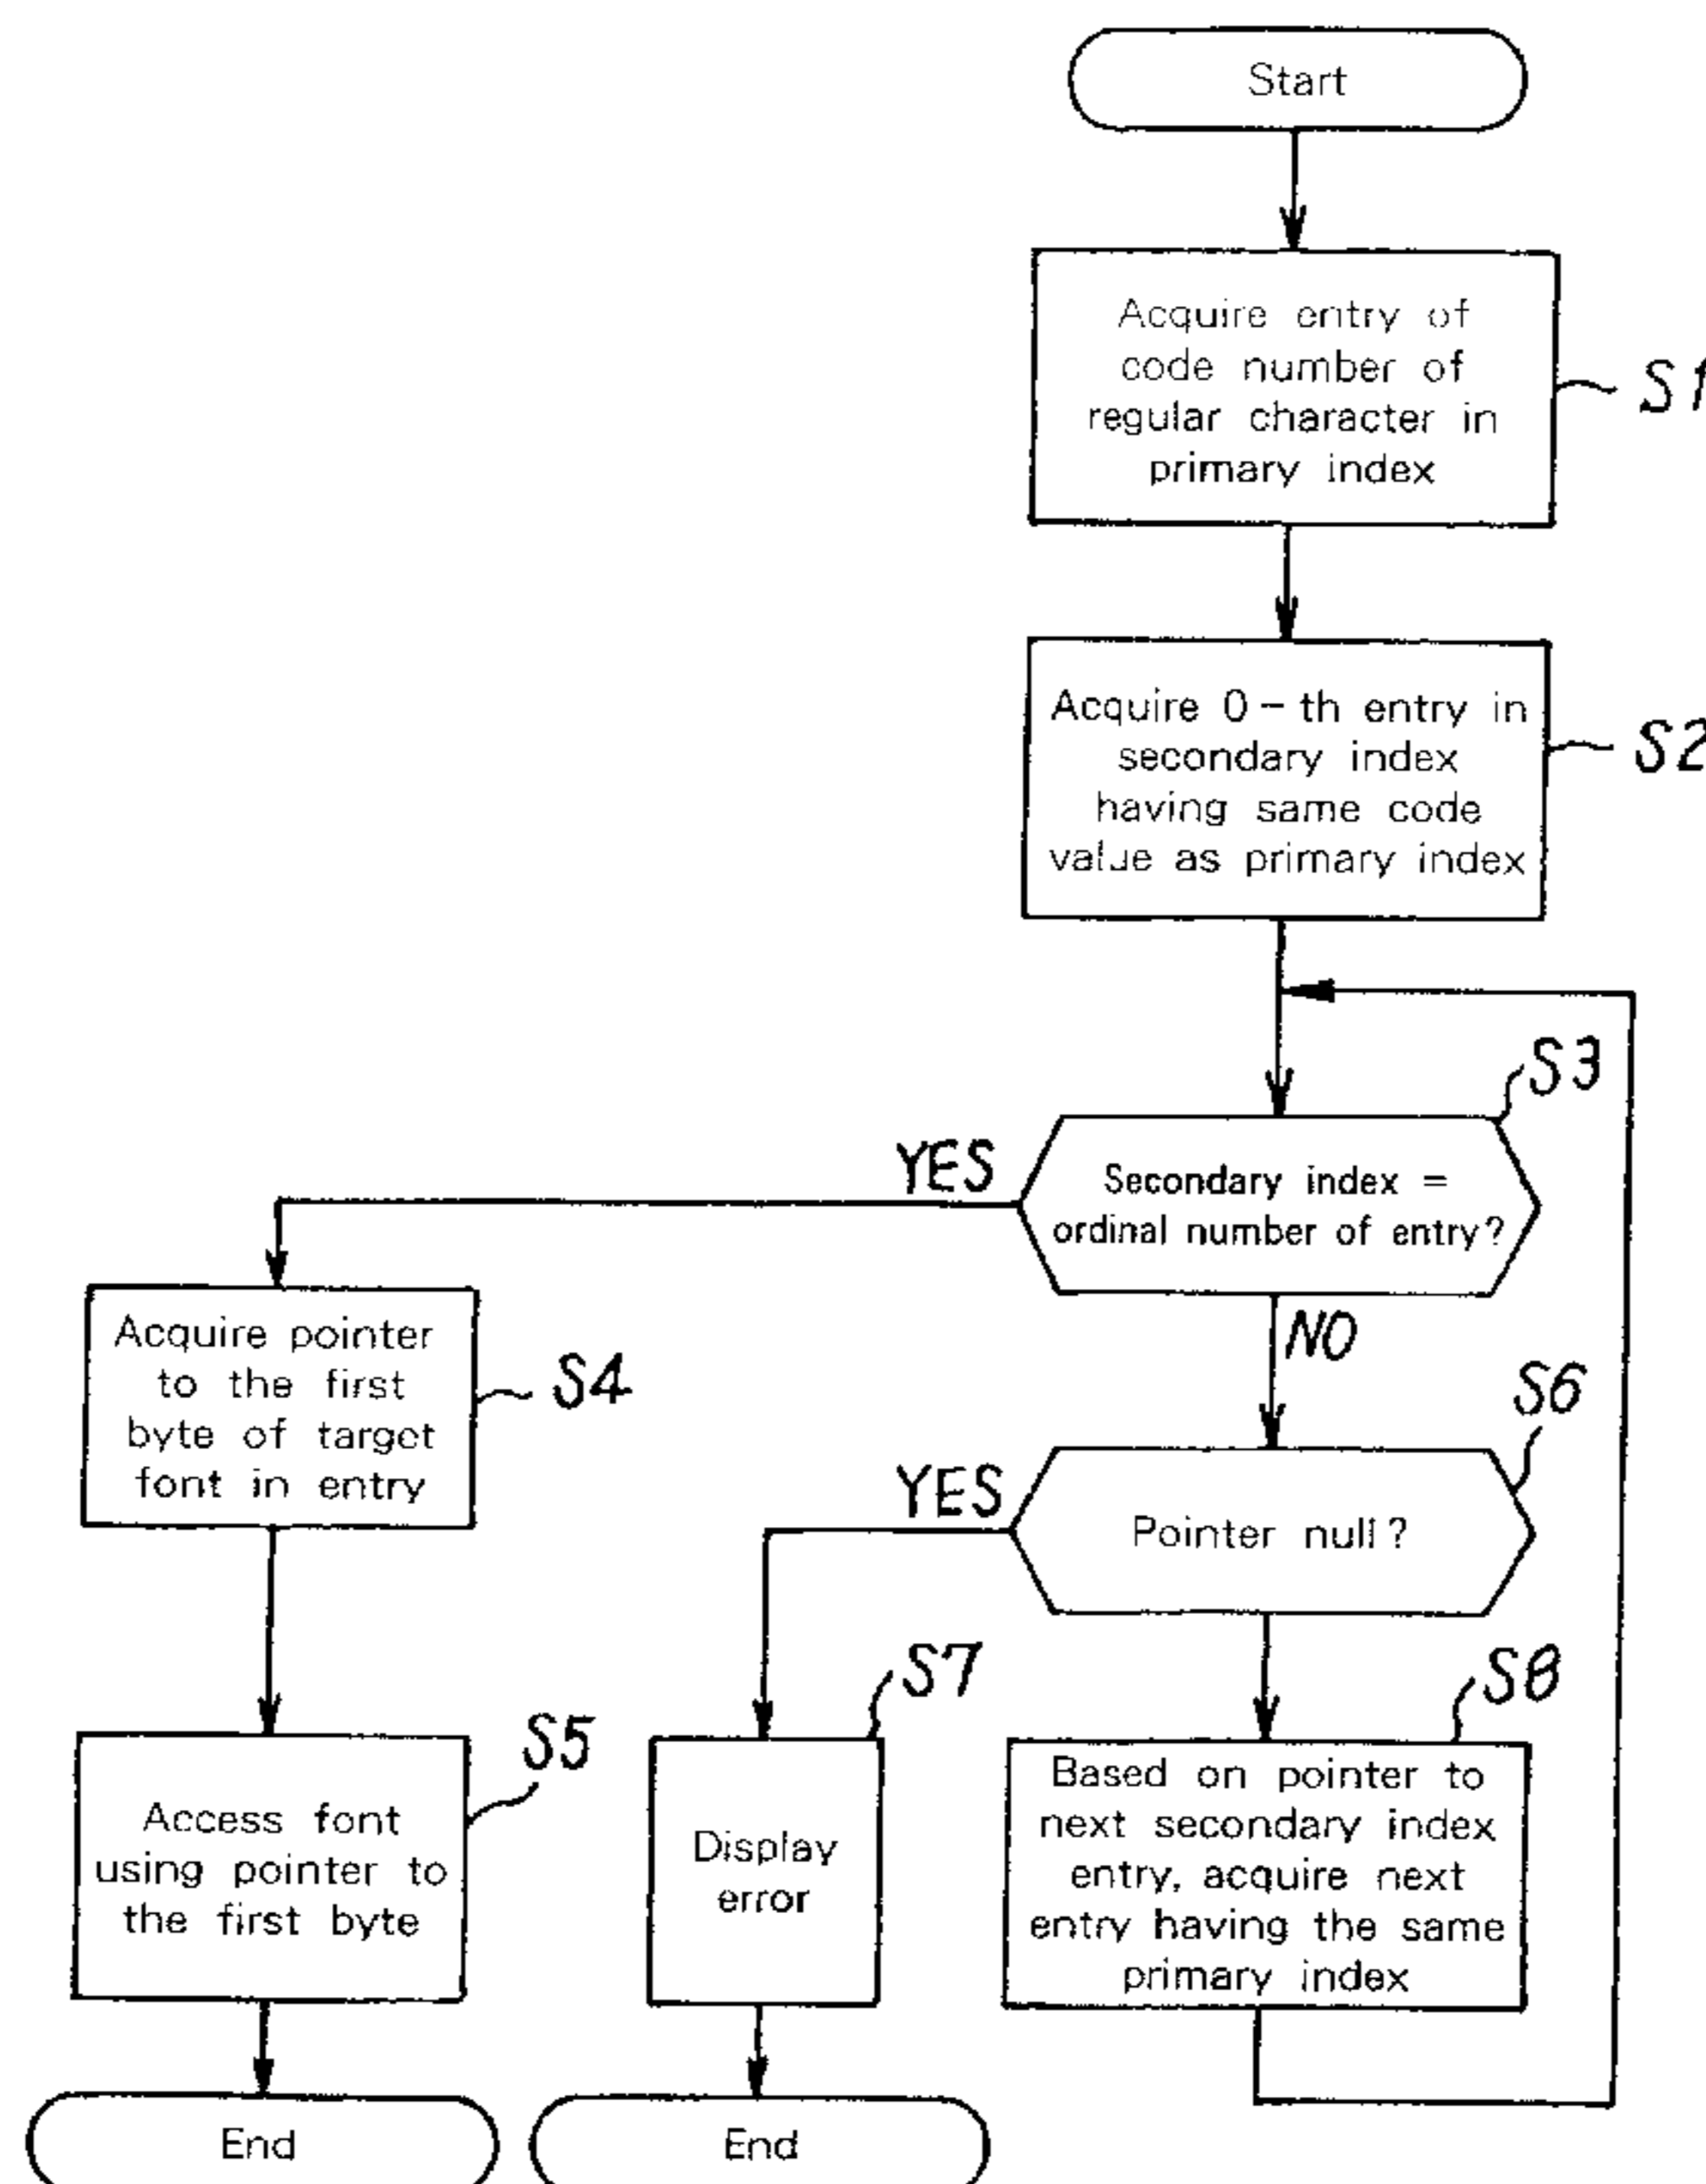 Start
Acquire entry of
code number of
regular character in
primary index
S1
Acquire 0-th entry in
secondary index
having same code
value as primary index
S2
S3
YES
Secondary index =
ordinal number of entry?
NO
Acquire pointer
to the first
byte of target
font in entry
S4
S6
YES
Pointer null?
S7
S8
S5
Access font
using pointer to
the first byte
Display
error
Based on pointer to
next secondary index
entry, acquire next
entry having the same
primary index
End
End